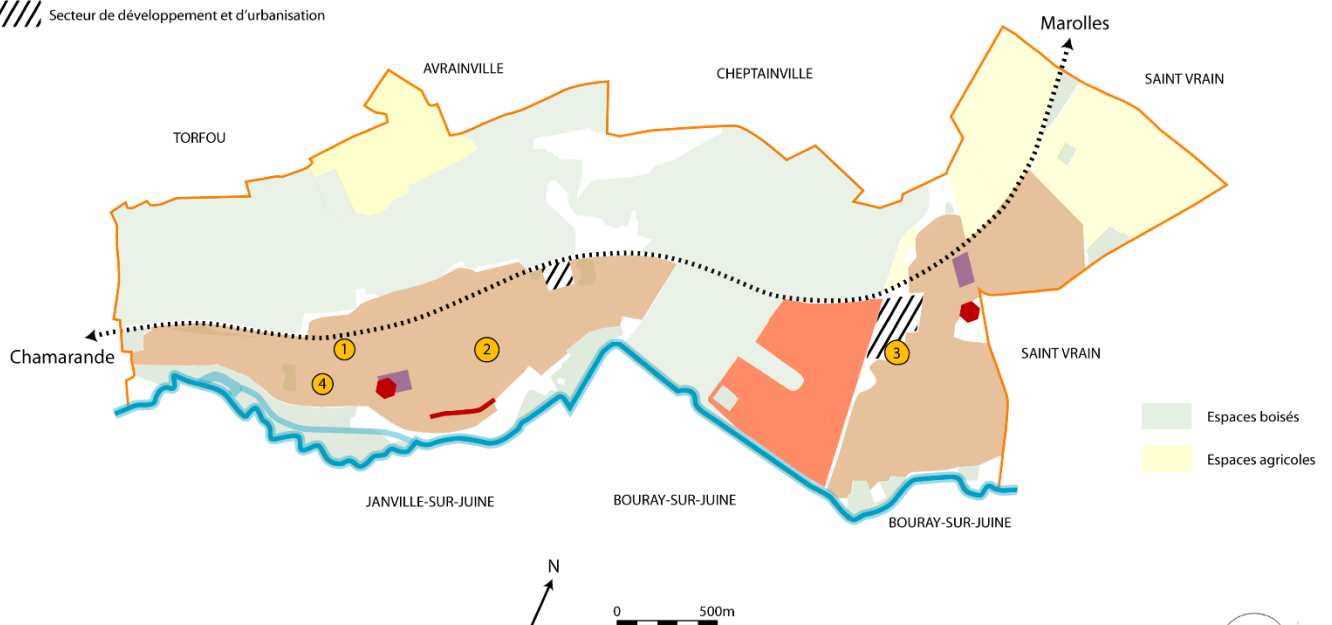 Secteur de développement et d'urbanisation
Marolles
AVRAINVILLE
CHEPTAINVILLE
SAINT VRAIN
TORFOU
Chamarande
1
2
3
4
SAINT VRAIN
Espaces boisés
Espaces agricoles
JANVILLE-SUR-JUINE
BOURAY-SUR-JUINE
BOURAY-SUR-JUINE
N
0 500m